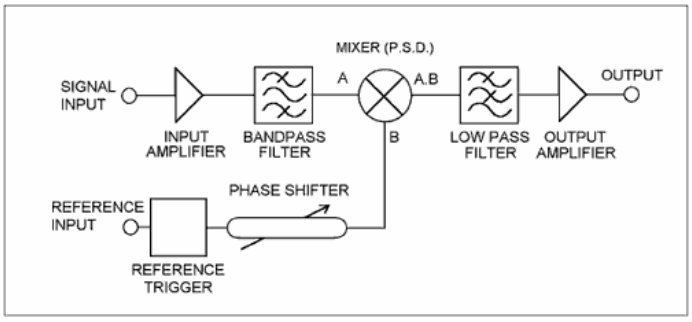 MIXER (P.S.D.)
SIGNAL
INPUT
A
A.B
OUTPUT
INPUT
AMPLIFIER
BANDPASS
FILTER
B
LOW PASS
FILTER
OUTPUT
AMPLIFIER
PHASE SHIFTER
REFERENCE
INPUT
REFERENCE
TRIGGER